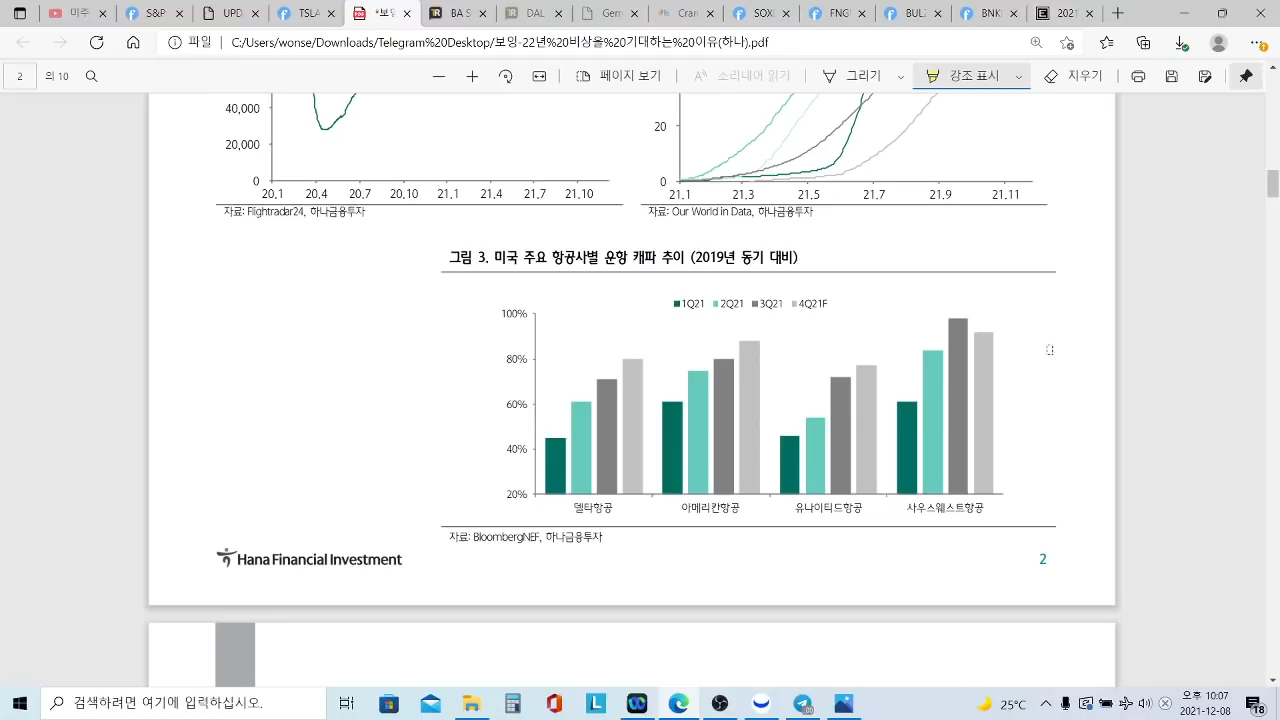 미주
S&P
UPD
TSL
*보잉
BA S
DAL
Gem
Cran
SOXL
FNG
BUL
BNK
2021
파일 | C:/Users/wonse/Downloads/Telegram%20Desktop/보잉-22년%20비상을%20기대하는%20이유(하나).pdf
2 의 10 페이지 보기 소리내어 읽기 그리기 강조 표시 지우기
40,000
20,000
0
20.1 20.4 20.7 20.10 21.1 21.4 21.7 21.10
자료: Flightradar24, 하나금융투자
20
0
21.1 21.3 21.5 21.7 21.9 21.11
자료: Our World in Data, 하나금융투자
그림 3. 미국 주요 항공사별 운항 캐파 추이 (2019년 동기 대비)
1Q21 2Q21 3Q21 4Q21F
100%
80%
60%
40%
20%
델타항공 아메리칸항공 유나이티드항공 사우스웨스트항공
자료: BloombergNEF, 하나금융투자
Hana Financial Investment
2
검색하려면 여기에 입력하십시오.
25°C
오후 10:07
2021-12-08